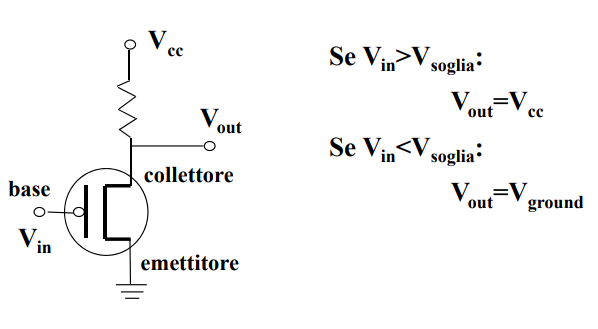 Vcc
Vout
collettore
base
Vin
emettitore
Se Vin>Vsoglia:
Vout=Vcc
Se Vin<Vsoglia:
Vout=Vground